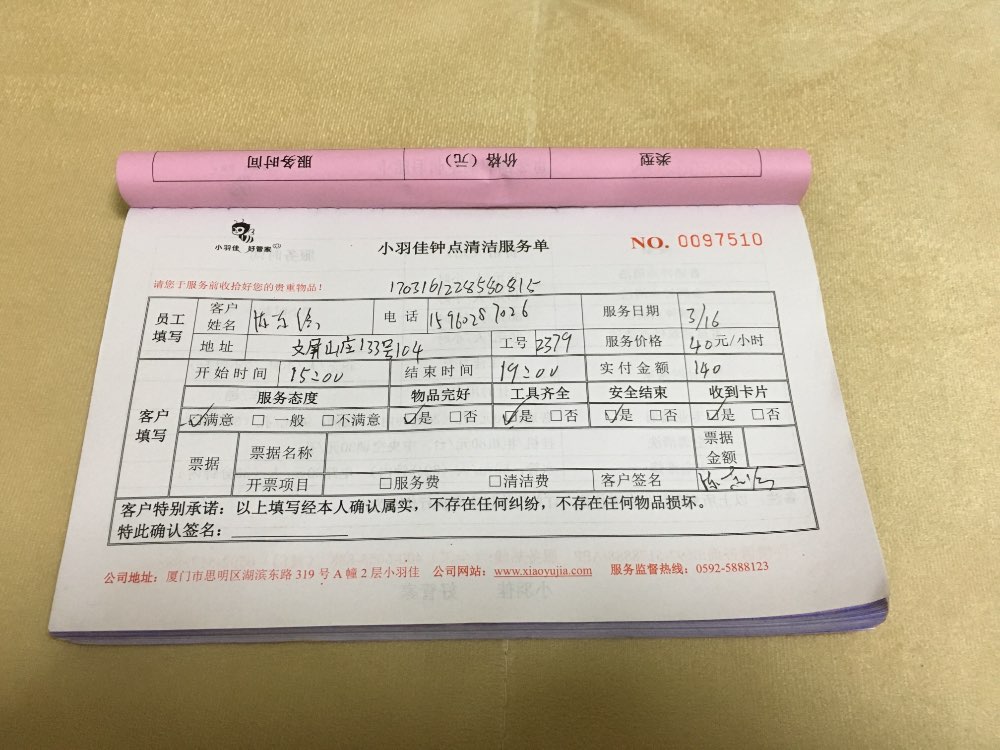 服务时间 价格（元） 类型
小羽佳 好管家
小羽佳钟点清洁服务单
NO. 0097510
请您于服务前收拾好您的贵重物品！
170316122855 0815
员工填写 客户姓名 电话 15960287026 服务日期 3/16
地址 文屏山庄133号104 工号 2379 服务价格 40元/小时
客户填写 开始时间 15:00 结束时间 19:00 实付金额 140
服务态度 物品完好 工具齐全 安全结束 收到卡片
☑满意 □一般 □不满意 ☑是 □否 ☑是 □否 ☑是 □否 ☑是 □否
票据 票据名称 票据金额
开票项目 □服务费 □清洁费 客户签名
客户特别承诺：以上填写经本人确认属实，不存在任何纠纷，不存在任何物品损坏。
特此确认签名：
公司地址：厦门市思明区湖滨东路 319 号 A 幢 2 层小羽佳 公司网站：www.xiaoyujia.com 服务监督热线：0592-5888123